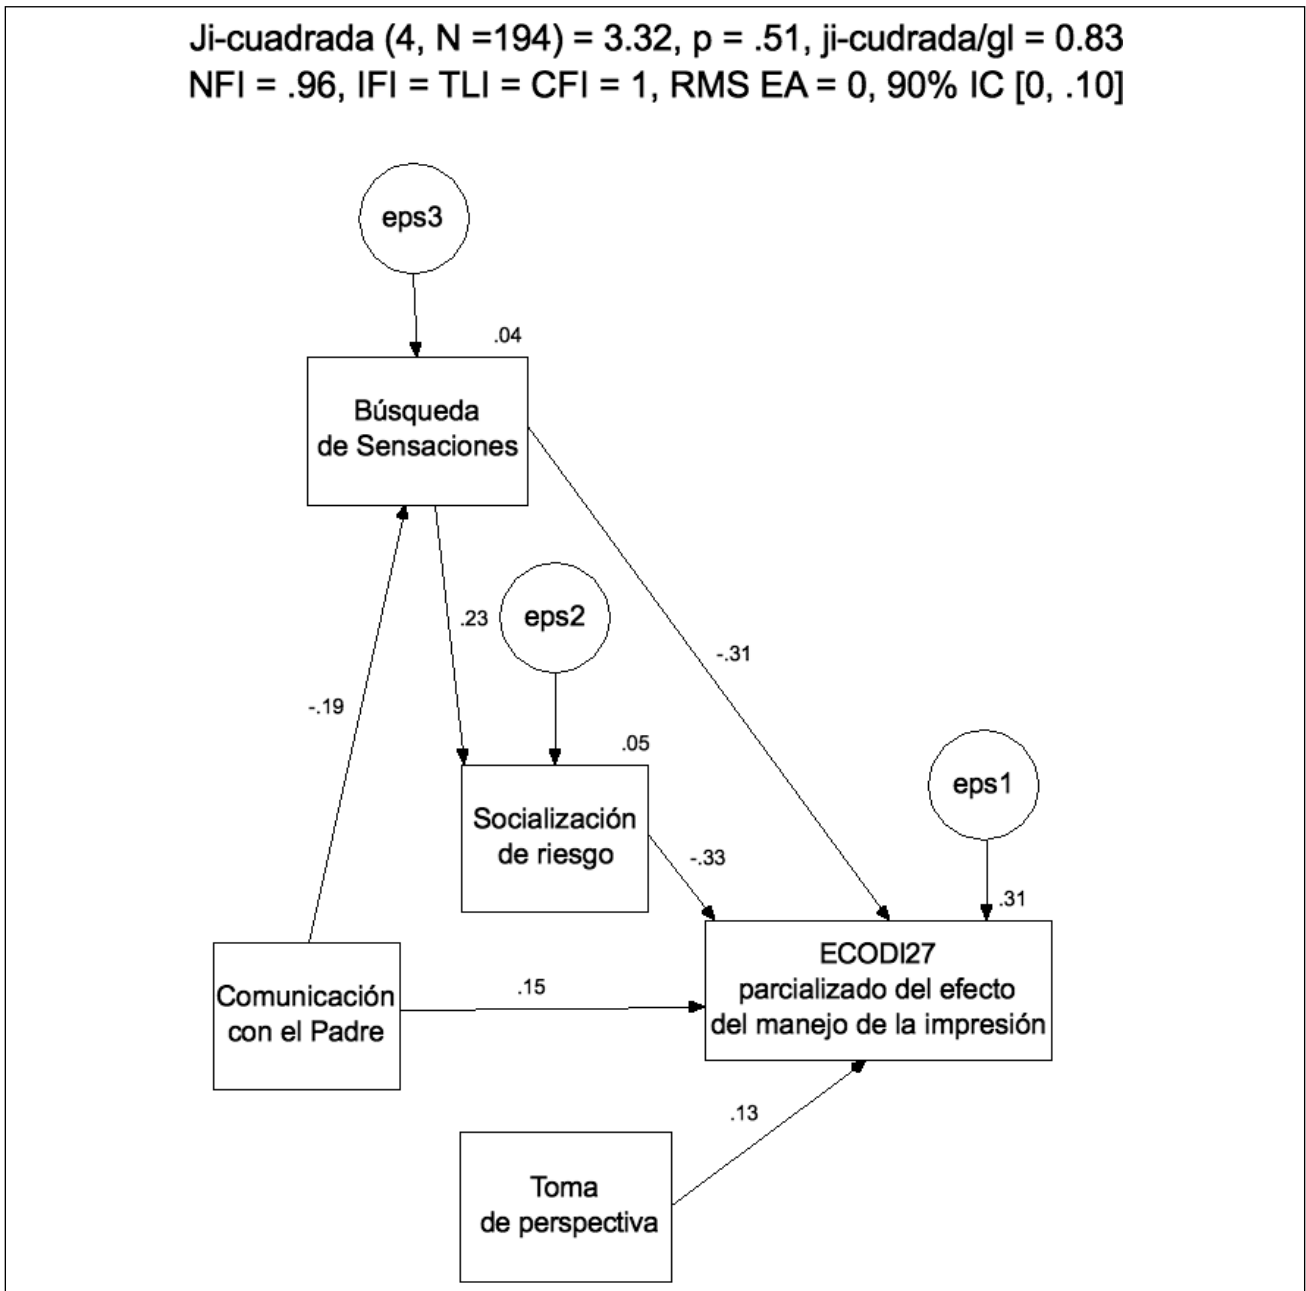 Ji-cuadrada (4, N =194) = 3.32, p = .51, ji-cudrada/gl = 0.83
NFI = .96, IFI = TLI = CFI = 1, RMS EA = 0, 90% IC [0, .10]
eps3
.04
Búsqueda
de Sensaciones
.23
eps2
-.31
-.19
.05
eps1
Socialización
de riesgo
-.33
.31
ECODI27
parcializado del efecto
del manejo de la impresión
Comunicación
con el Padre
.15
.13
Toma
de perspectiva